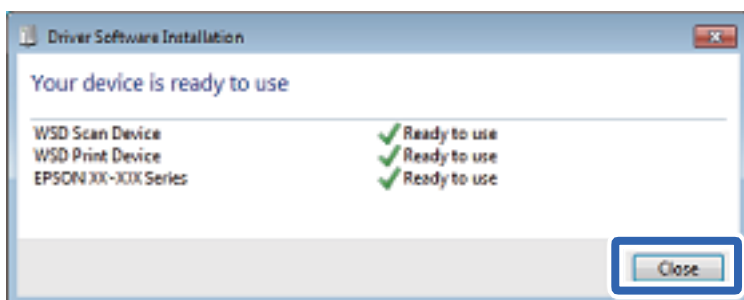 Driver Software Installation
Your device is ready to use
WSD Scan Device Ready to use
WSD Print Device Ready to use
EPSON XX-XXX Series Ready to use
Close